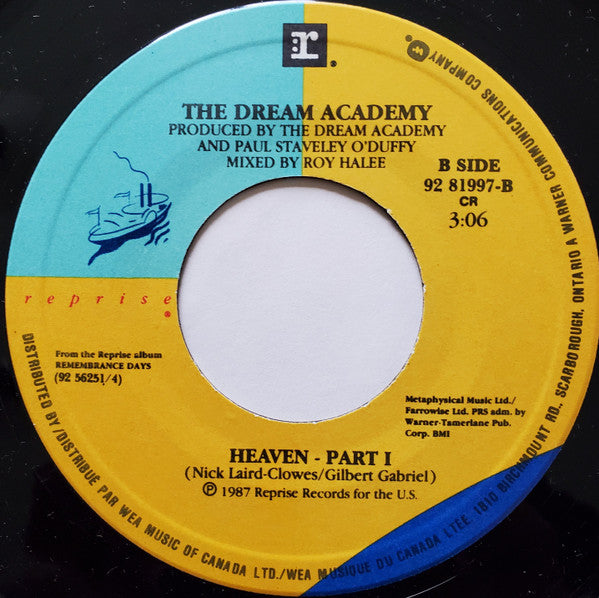 r.
THE DREAM ACADEMY
PRODUCED BY THE DREAM ACADEMY
AND PAUL STAVELEY O'DUFFY
MIXED BY ROY HALEE
B SIDE
92 81997-B
CR
3:06
reprise
From the Reprise album
REMEMBRANCE DAYS
(92 56251/4)
Metaphysical Music Ltd./
Farrowise Ltd. PRS adm. by
Warner-Tamerlane Pub.
Corp. BMI
HEAVEN - PART I
(Nick Laird-Clowes/Gilbert Gabriel)
℗ 1987 Reprise Records for the U.S.
DISTRIBUTED BY/DISTRIBUÉ PAR WEA MUSIC OF CANADA LTD./WEA MUSIQUE DU CANADA LTEE. 1810 BIRCHMOUNT RD., SCARBOROUGH, ONTARIO A WARNER COMMUNICATIONS COMPANY